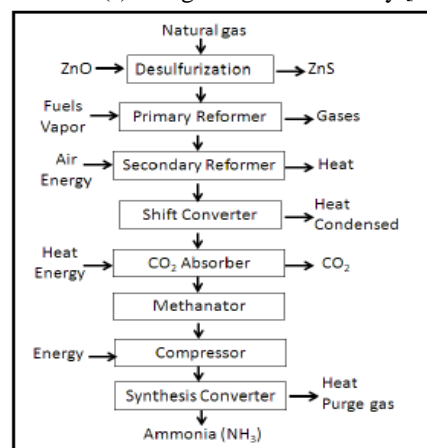 Natural gas
ZnO Desulfurization ZnS
Fuels
Vapor Primary Reformer Gases
Air
Energy Secondary Reformer Heat
Shift Converter Heat
Condensed
Heat
Energy CO₂ Absorber CO₂
Methanator
Energy Compressor
Synthesis Converter Heat
Purge gas
Ammonia (NH₃)